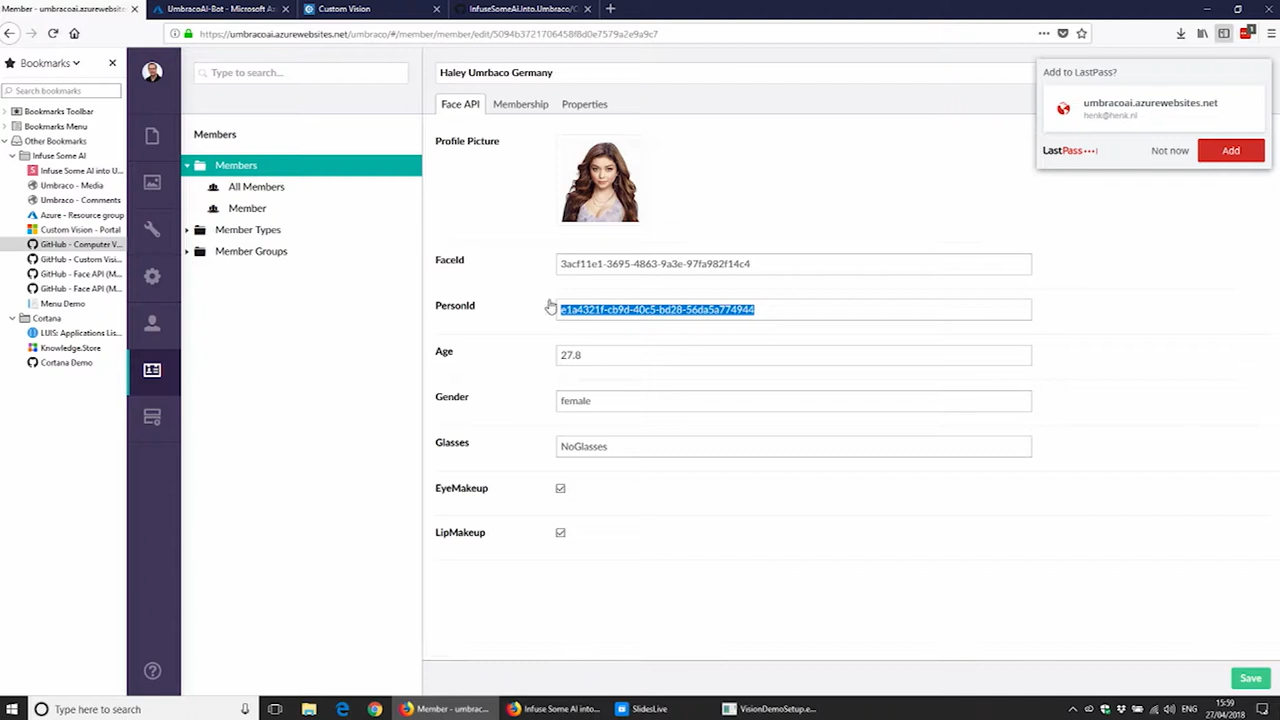 Member - umbracoai.azurewebsite
UmbracoAI-Bot - Microsoft Az
Custom Vision
InfuseSomeAI.Into.Umbraco/C
https://umbracoai.azurewebsites.net/umbraco/#/member/member/edit/5094b3721706458f8d0e7579a2e9a9c7
Bookmarks
Search bookmarks
Bookmarks Toolbar
Bookmarks Menu
Other Bookmarks
Infuse Some AI
Infuse Some AI into U...
Umbraco - Media
Umbraco - Comments
Azure - Resource group
Custom Vision - Portal
GitHub - Computer V...
GitHub - Custom Visi...
GitHub - Face API (M...
GitHub - Face API (M...
Menu Demo
Cortana
LUIS: Applications Lis...
Knowledge.Store
Cortana Demo
Type to search...
Members
Members
All Members
Member
Member Types
Member Groups
Haley Umrbaco Germany
Face API
Membership
Properties
Profile Picture
FaceId
3acf11e1-3695-4863-9a3e-97fa982f14c4
PersonId
e1a4321f-cb9d-40c5-bd28-56da5a774944
Age
27.8
Gender
female
Glasses
NoGlasses
EyeMakeup
LipMakeup
Save
Add to LastPass?
umbracoai.azurewebsites.net
henk@henk.nl
LastPass
Not now
Add
Type here to search
Member - umbrac...
Infuse Some AI into...
SlidesLive
VisionDemoSetup.e...
ENG
15:59
27/04/2018